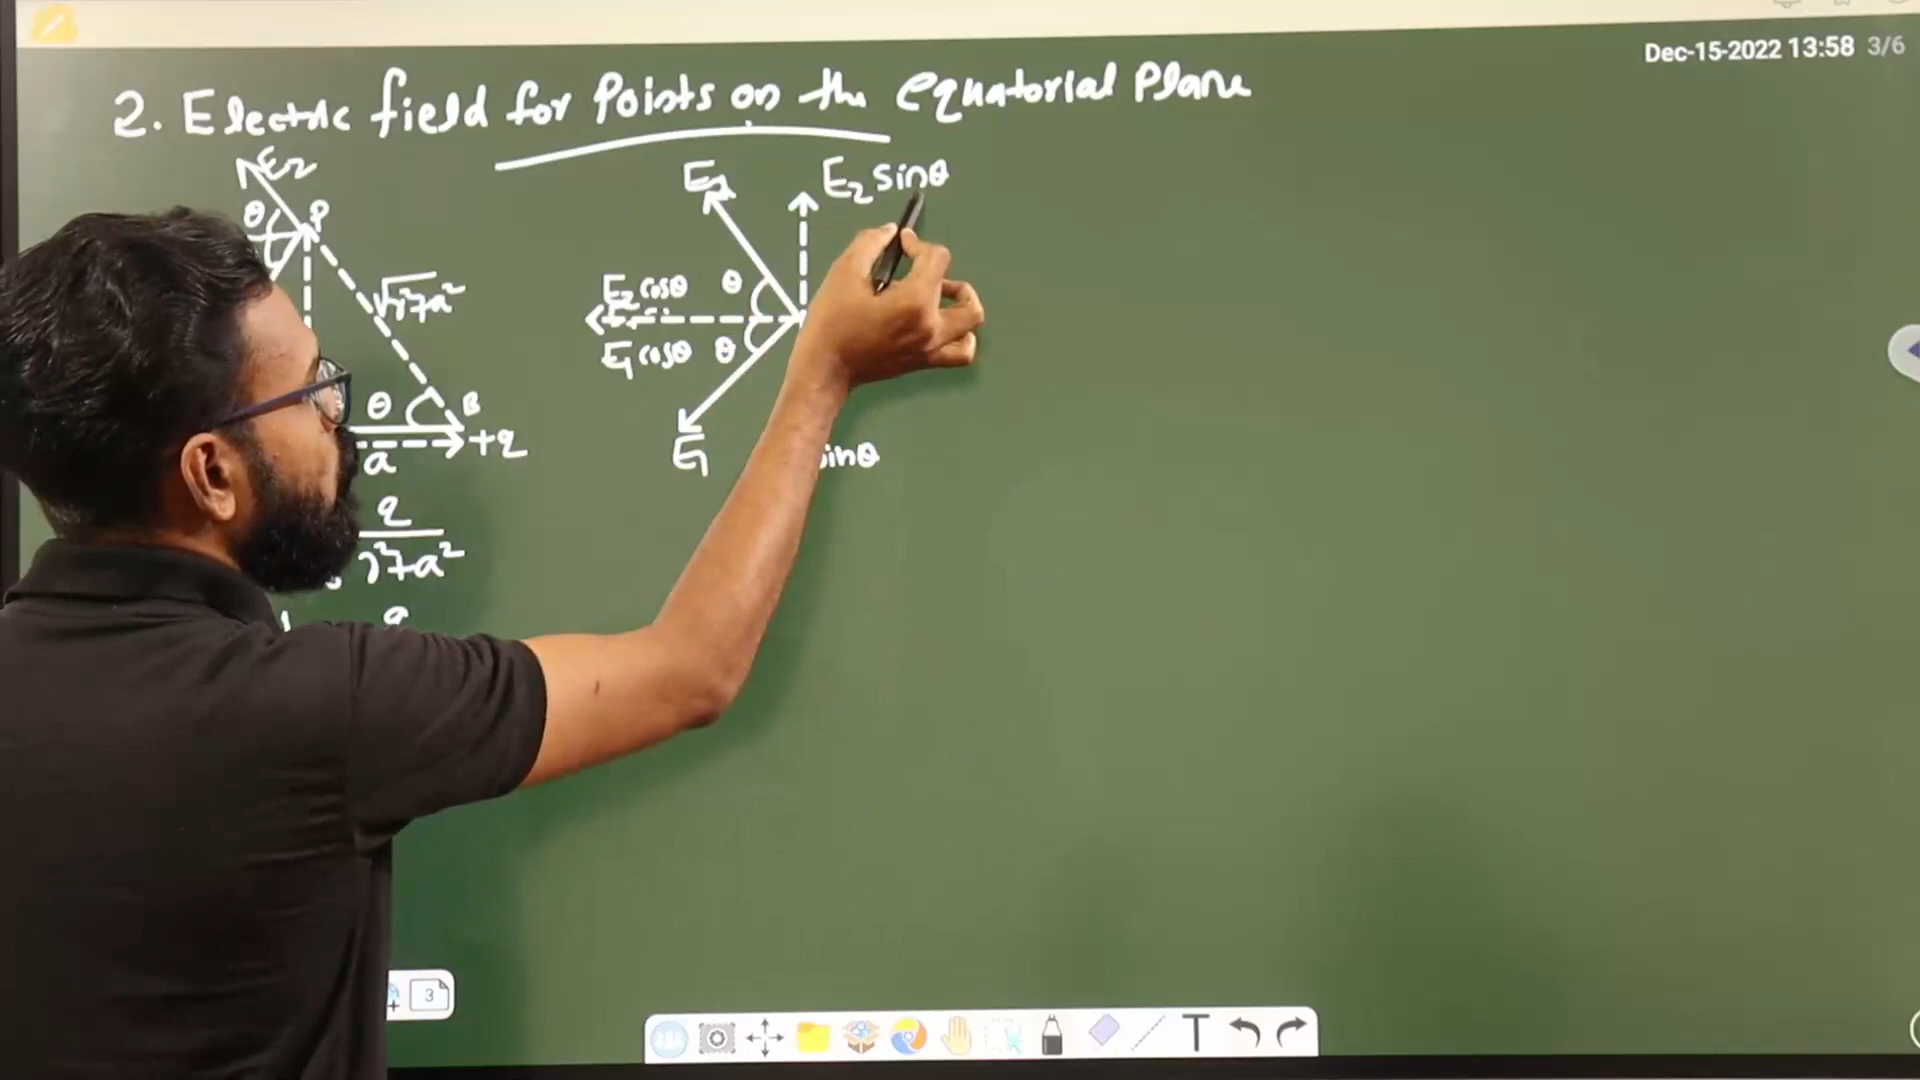 Dec-15-2022 13:58 3/6
2. Electric field for Points on the equatorial Plane
E2
θ P
√r²+a²
θ B
+q
a
q
r²+a²
E2
E2 sinθ
E2 cosθ θ
E1 cosθ θ
E1
sinθ
3
T